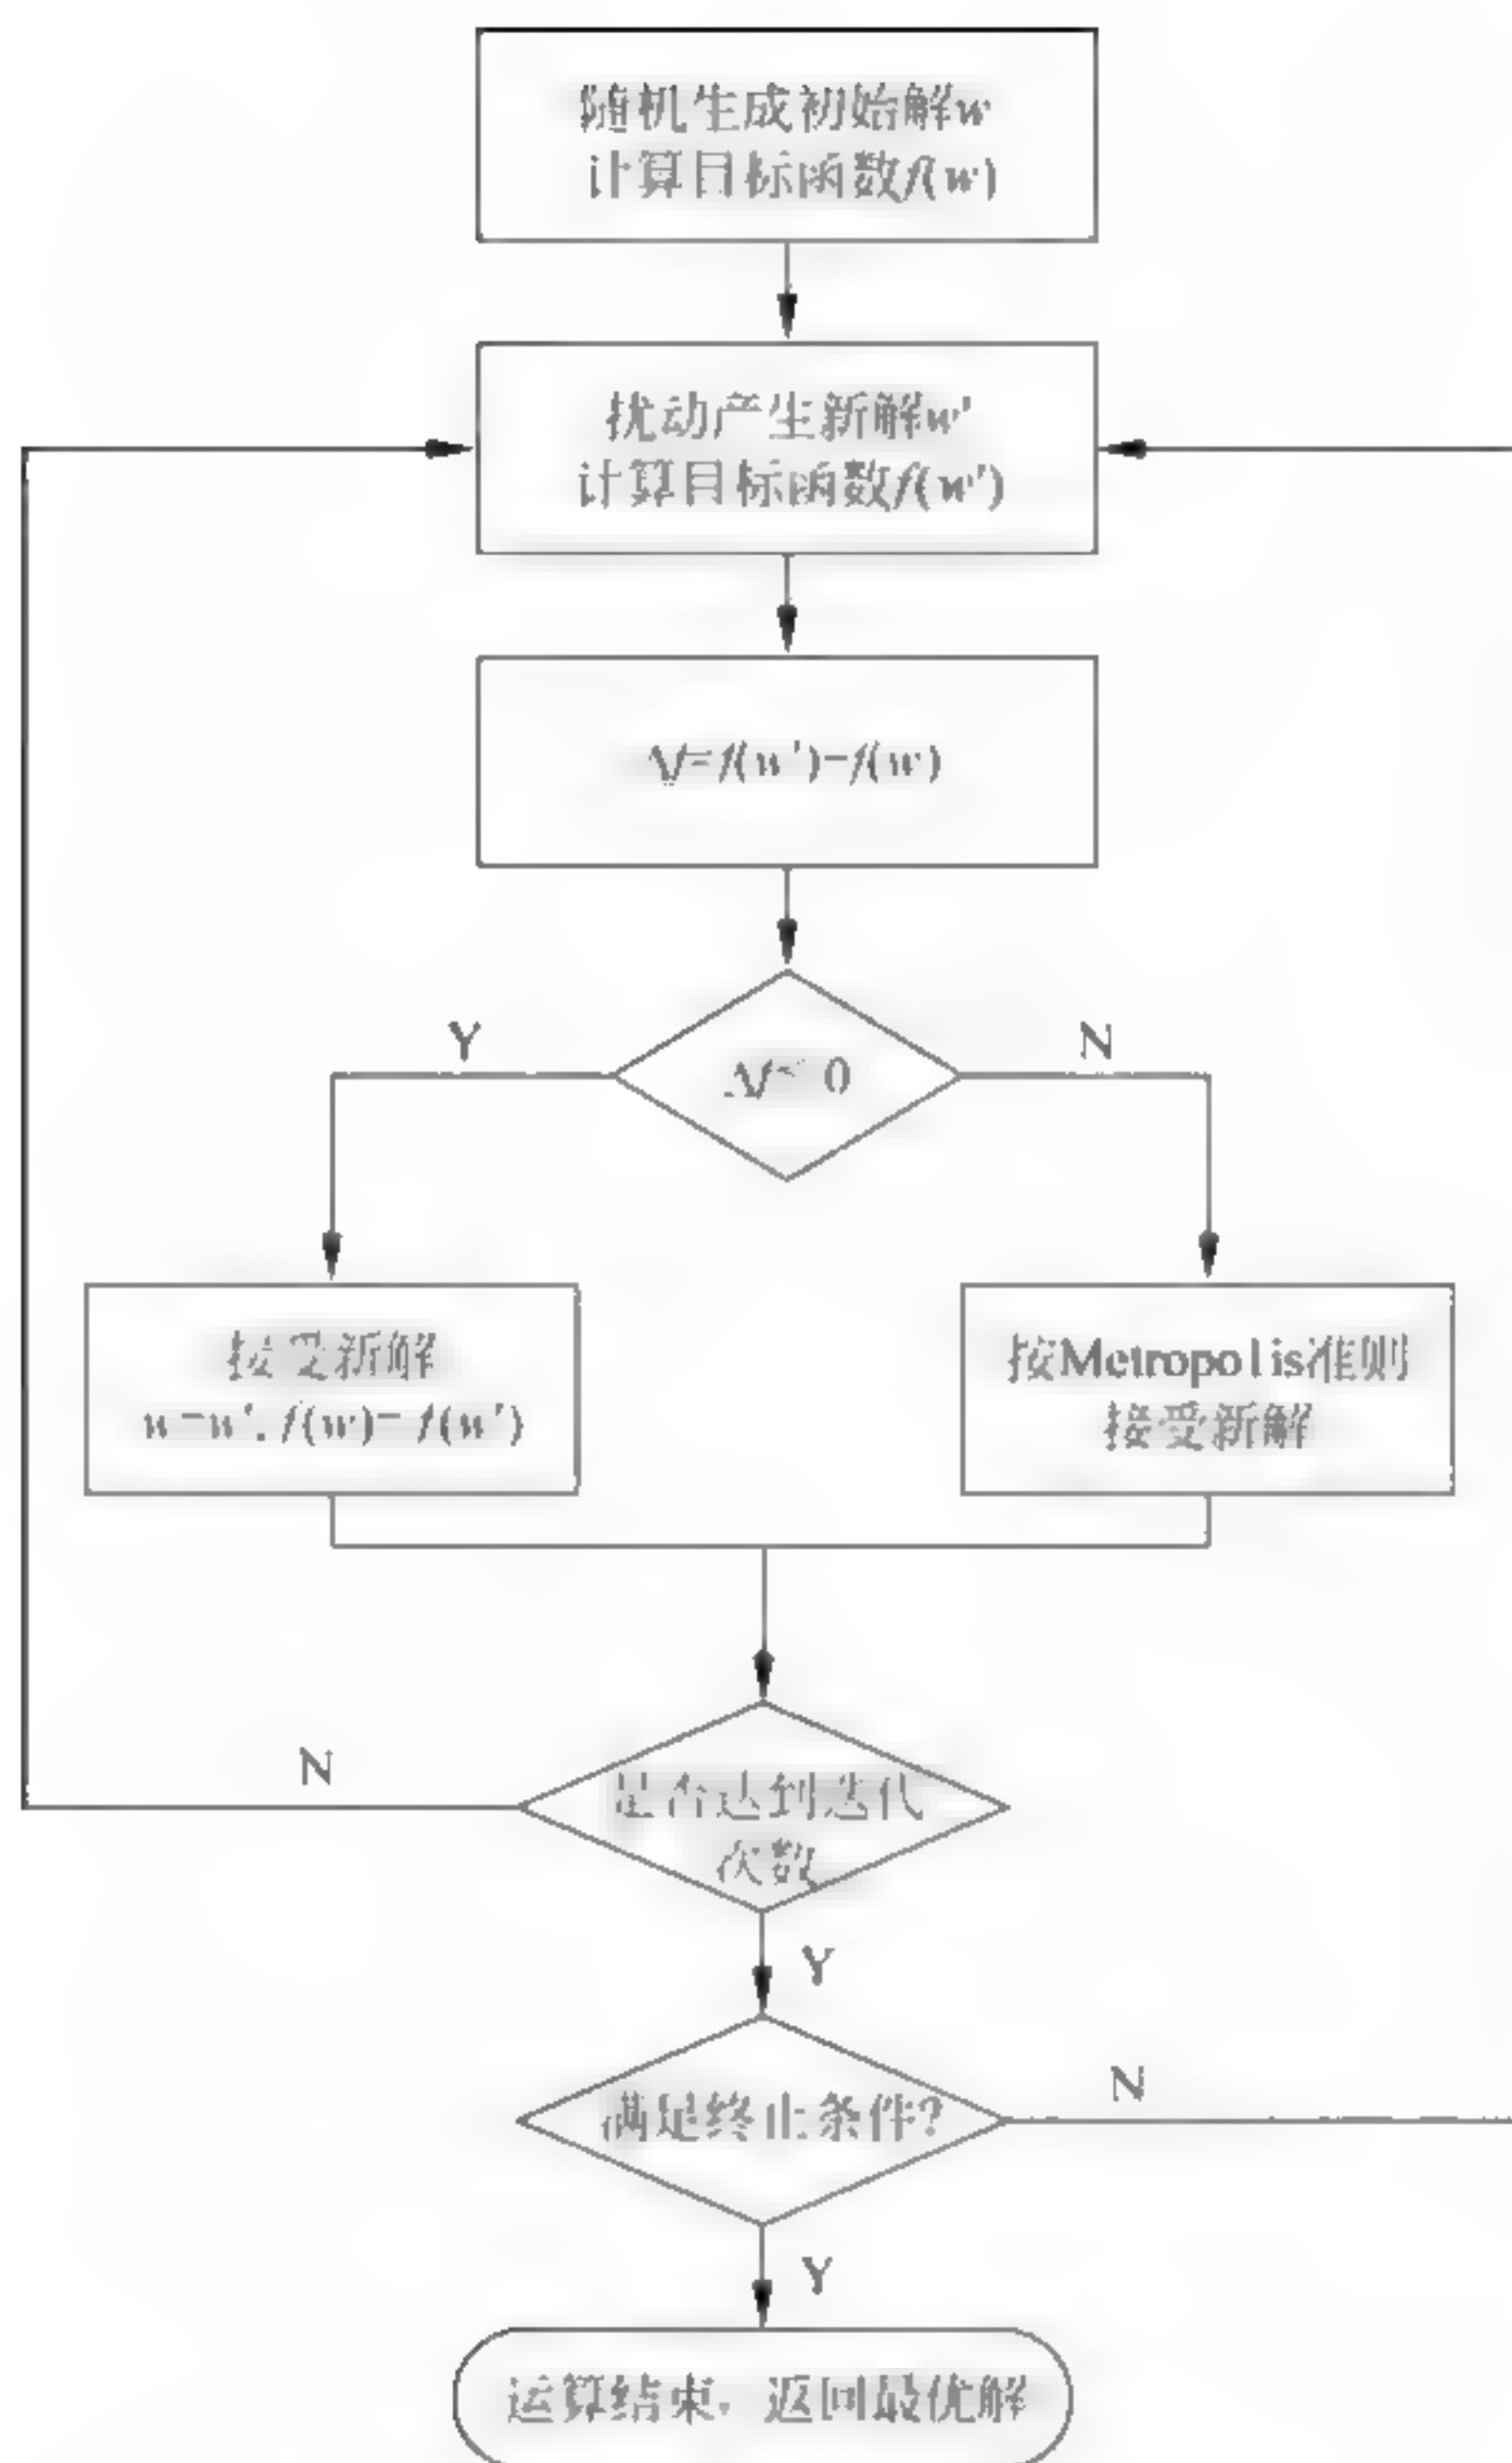 随机生成初始解w
计算目标函数f(w)
扰动产生新解w'
计算目标函数f(w')
Δf=f(w')-f(w)
Y
N
Δf< 0
接受新解
w=w', f(w)= f(w')
按Metropolis准则
接受新解
N
是否达到迭代
次数
Y
满足终止条件?
N
Y
运算结束，返回最优解